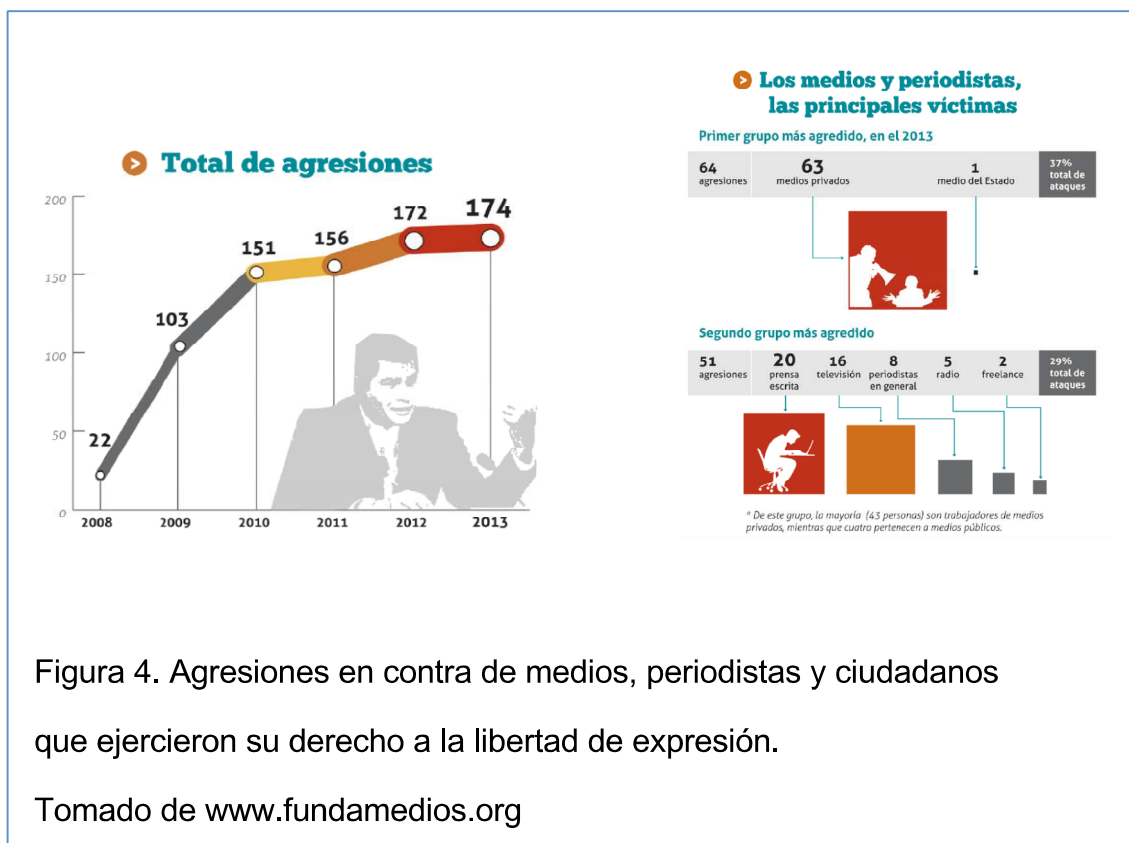 Total de agresiones
200
150
100
50
0
22
103
151
156
172
174
2008
2009
2010
2011
2012
2013
Los medios y periodistas,
las principales víctimas
Primer grupo más agredido, en el 2013
64
agresiones
63
medios privados
1
medio del Estado
37%
total de
ataques
Segundo grupo más agredido
51
agresiones
20
prensa
escrita
16
televisión
8
periodistas
en general
5
radio
2
freelance
29%
total de
ataques
* De este grupo, la mayoría (43 personas) son trabajadores de medios
privados, mientras que cuatro pertenecen a medios públicos.
Figura 4. Agresiones en contra de medios, periodistas y ciudadanos
que ejercieron su derecho a la libertad de expresión.
Tomado de www.fundamedios.org